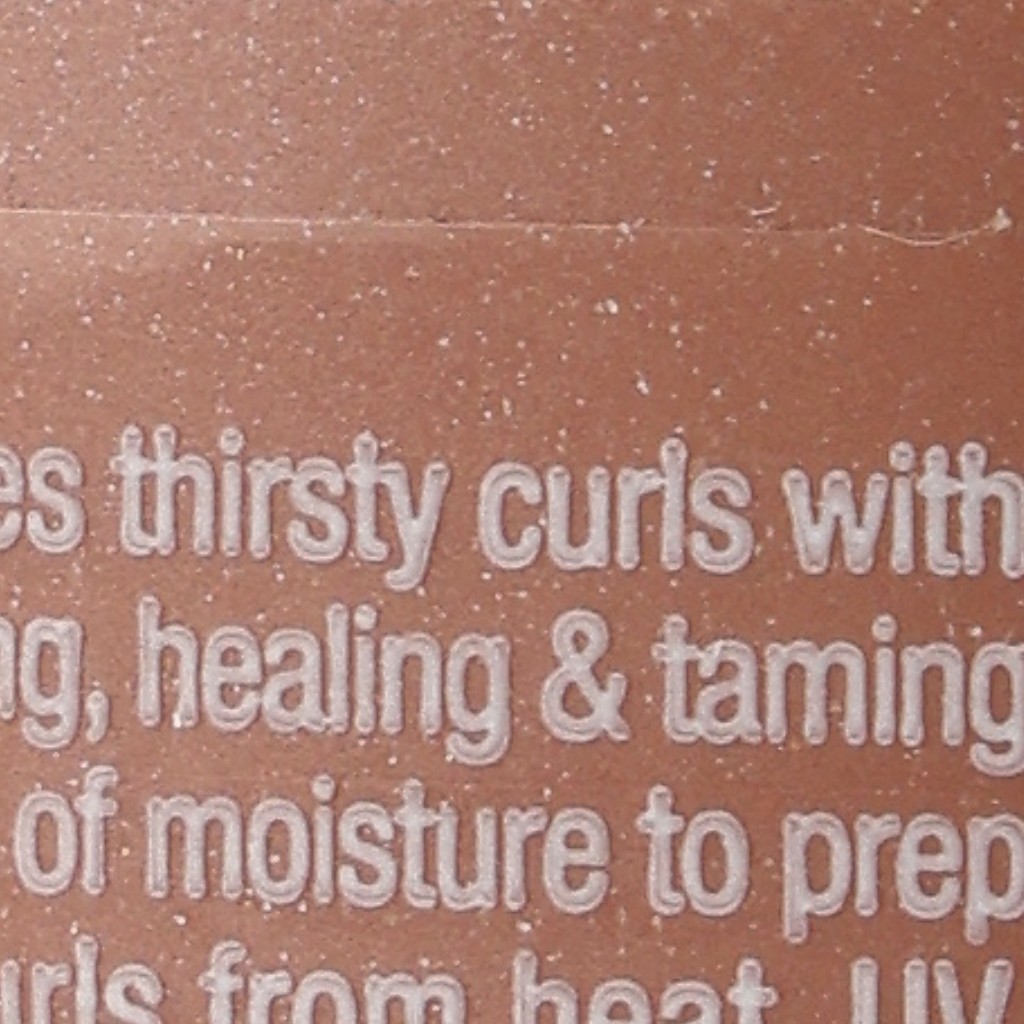 es thirsty curls with
ng, healing & taming
of moisture to prep
urls from heat, UV